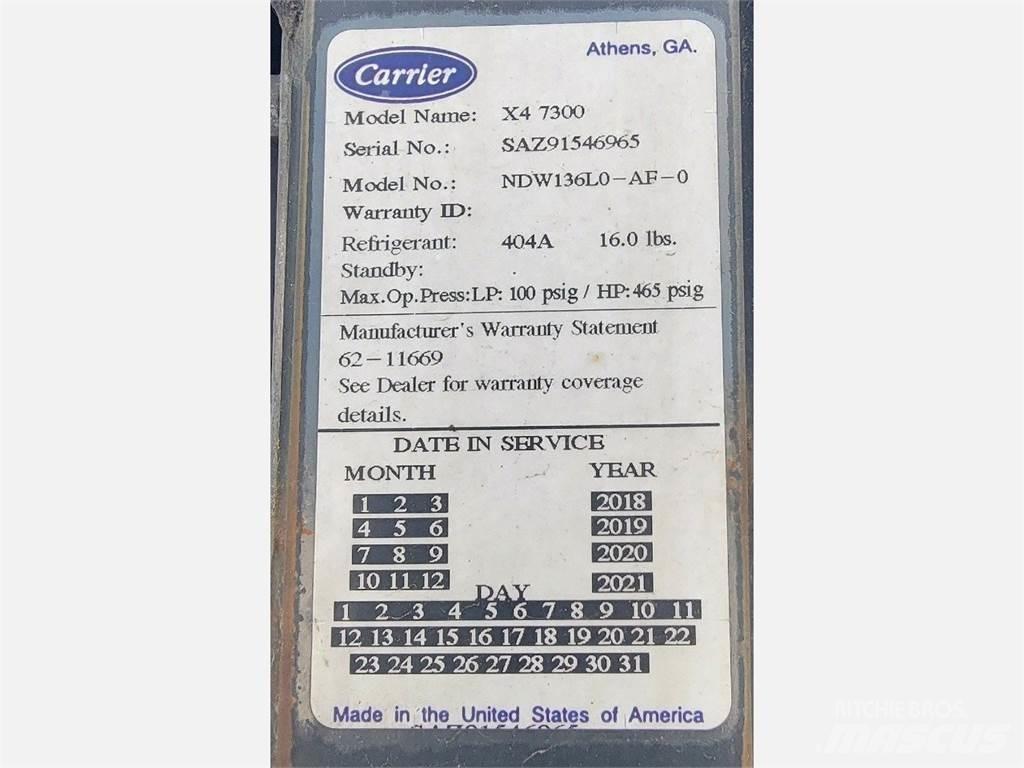 Carrier
Athens, GA.
Model Name: X4 7300
Serial No.: SAZ91546965
Model No.: NDW136L0-AF-0
Warranty ID:
Refrigerant: 404A 16.0 lbs.
Standby:
Max.Op.Press:LP: 100 psig / HP:465 psig
Manufacturer's Warranty Statement
62-11669
See Dealer for warranty coverage
details.
DATE IN SERVICE
MONTH YEAR
1 2 3 2018
4 5 6 2019
7 8 9 2020
10 11 12 2021
DAY
1 2 3 4 5 6 7 8 9 10 11
12 13 14 15 16 17 18 19 20 21 22
23 24 25 26 27 28 29 30 31
Made in the United States of America
SAZ91546965
RITCHIE BROS.
MASCUS